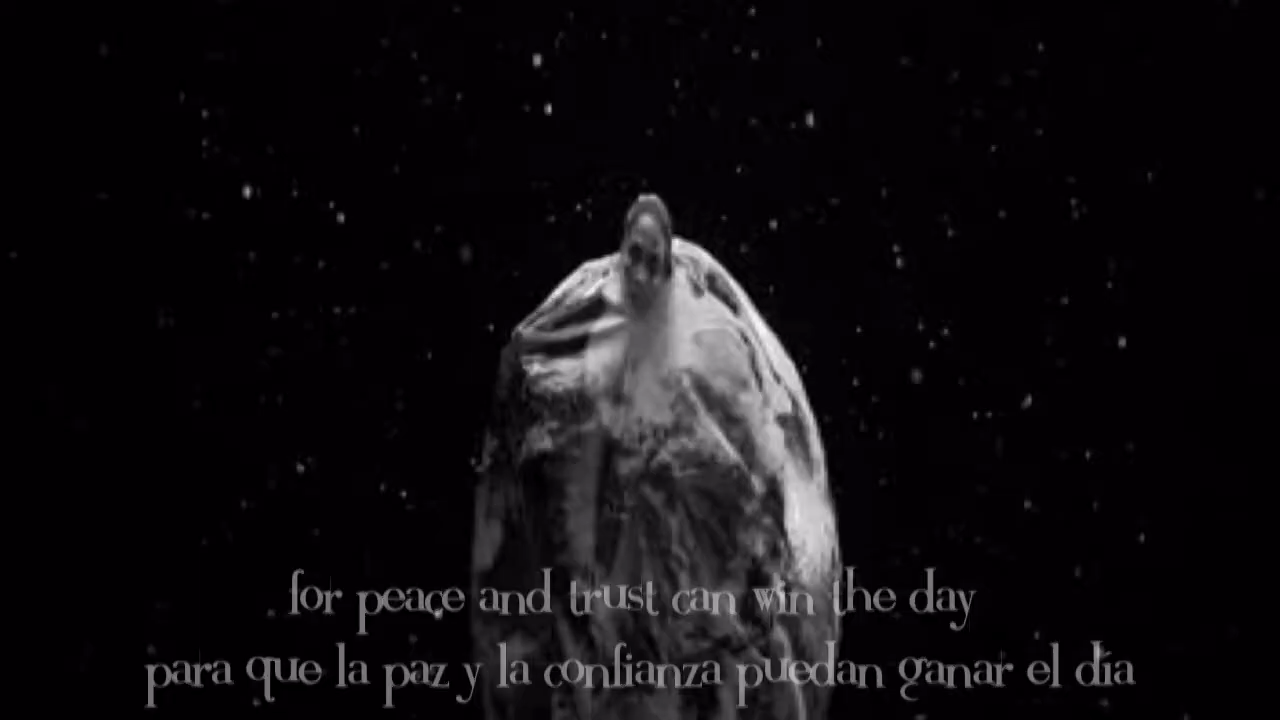 for peace and trust can win the day
para que la paz y la confianza puedan ganar el día